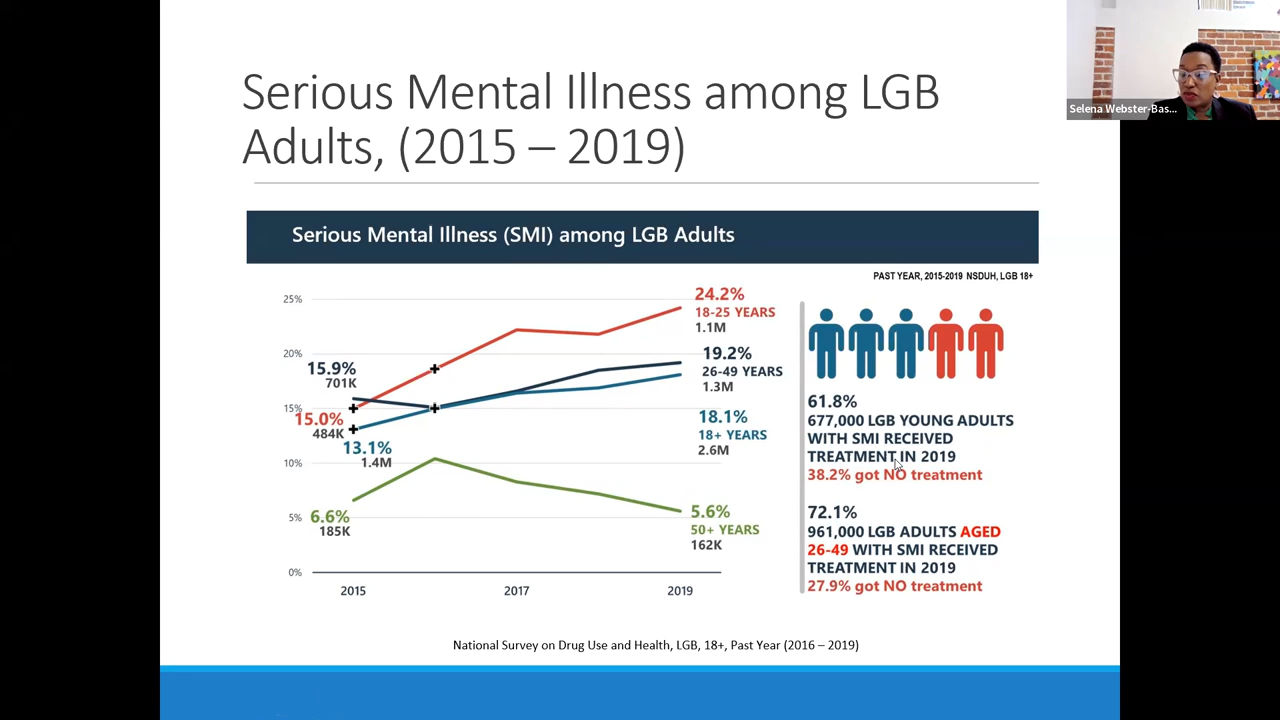 Serious Mental Illness among LGB
Adults, (2015 – 2019)
Selena Webster-Bas...
Serious Mental Illness (SMI) among LGB Adults
PAST YEAR, 2015-2019 NSDUH, LGB 18+
25%
20%
15%
10%
5%
0%
15.9%
701K
15.0%
484K
13.1%
1.4M
6.6%
185K
24.2%
18-25 YEARS
1.1M
19.2%
26-49 YEARS
1.3M
18.1%
18+ YEARS
2.6M
5.6%
50+ YEARS
162K
2015
2017
2019
61.8%
677,000 LGB YOUNG ADULTS
WITH SMI RECEIVED
TREATMENT IN 2019
38.2% got NO treatment
72.1%
961,000 LGB ADULTS AGED
26-49 WITH SMI RECEIVED
TREATMENT IN 2019
27.9% got NO treatment
National Survey on Drug Use and Health, LGB, 18+, Past Year (2016 – 2019)